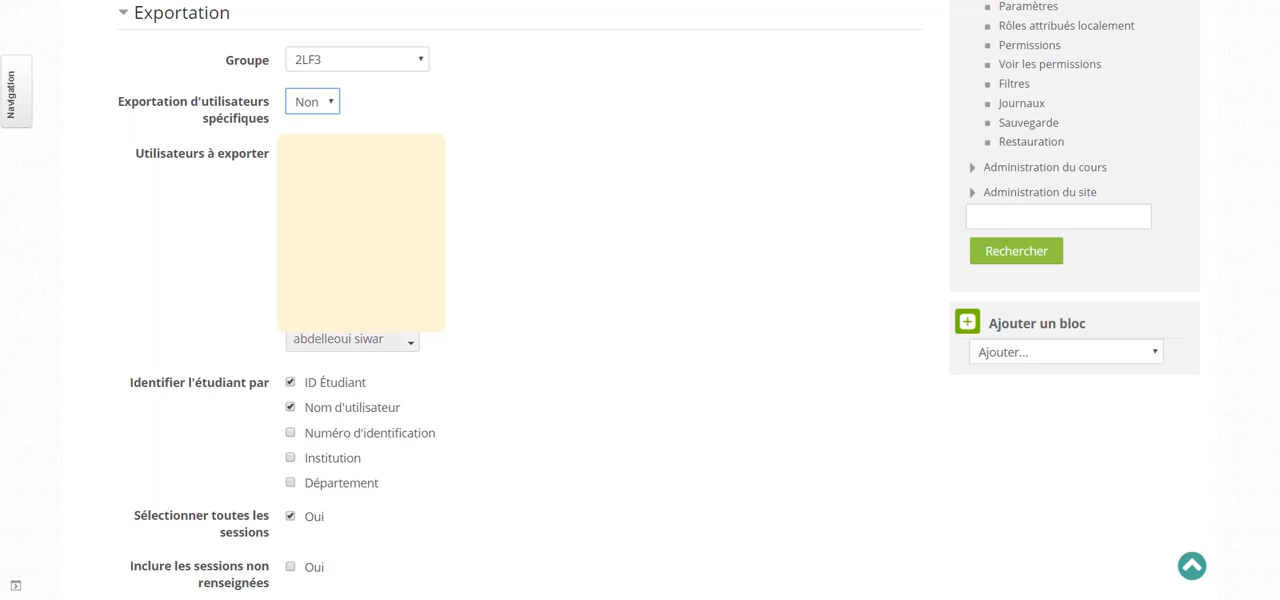 Exportation
Groupe
2LF3
Exportation d'utilisateurs
spécifiques
Non
Utilisateurs à exporter
abdelleoui siwar
Identifier l'étudiant par
ID Étudiant
Nom d'utilisateur
Numéro d'identification
Institution
Département
Sélectionner toutes les
sessions
Oui
Inclure les sessions non
renseignées
Oui
Navigation
Paramètres
Rôles attribués localement
Permissions
Voir les permissions
Filtres
Journaux
Sauvegarde
Restauration
Administration du cours
Administration du site
Rechercher
Ajouter un bloc
Ajouter...